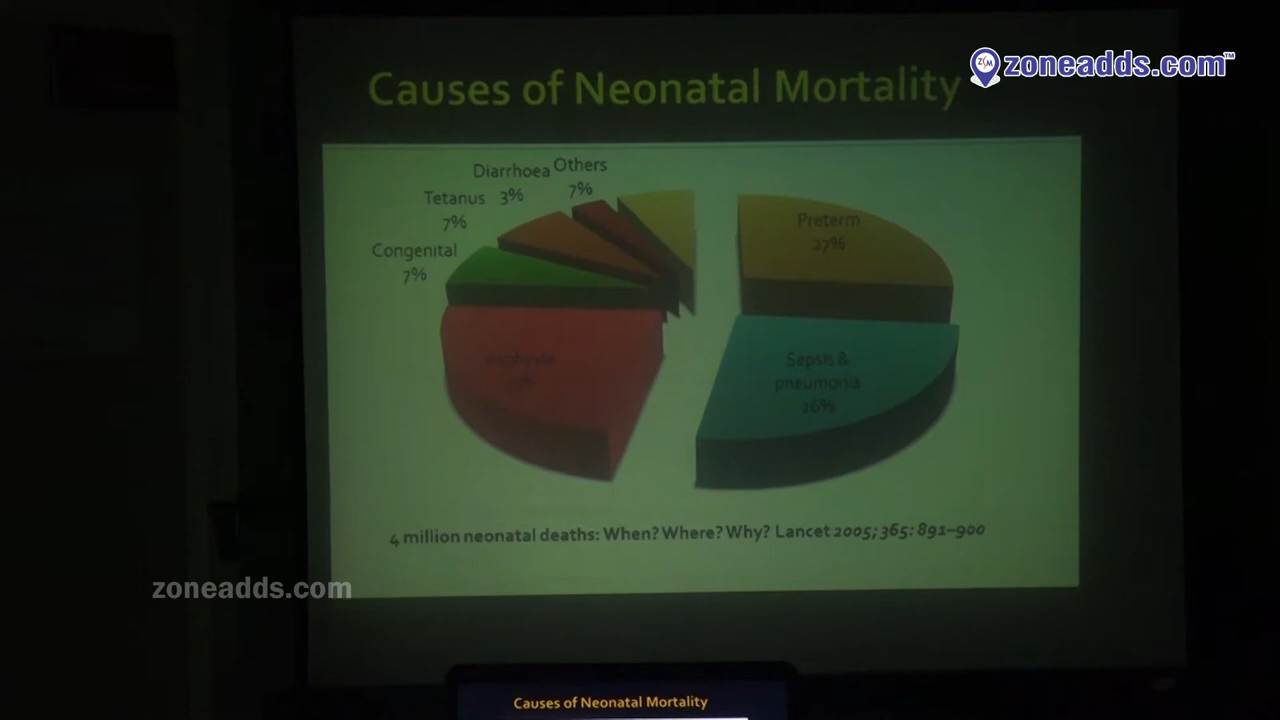 zoneadds.com™
Causes of Neonatal Mortality
Diarrhoea
3%
Others
7%
Tetanus
7%
Congenital
7%
Preterm
27%
Asphyxia
Sepsis &
pneumonia
26%
4 million neonatal deaths: When? Where? Why? Lancet 2005; 365: 891–900
zoneadds.com
Causes of Neonatal Mortality